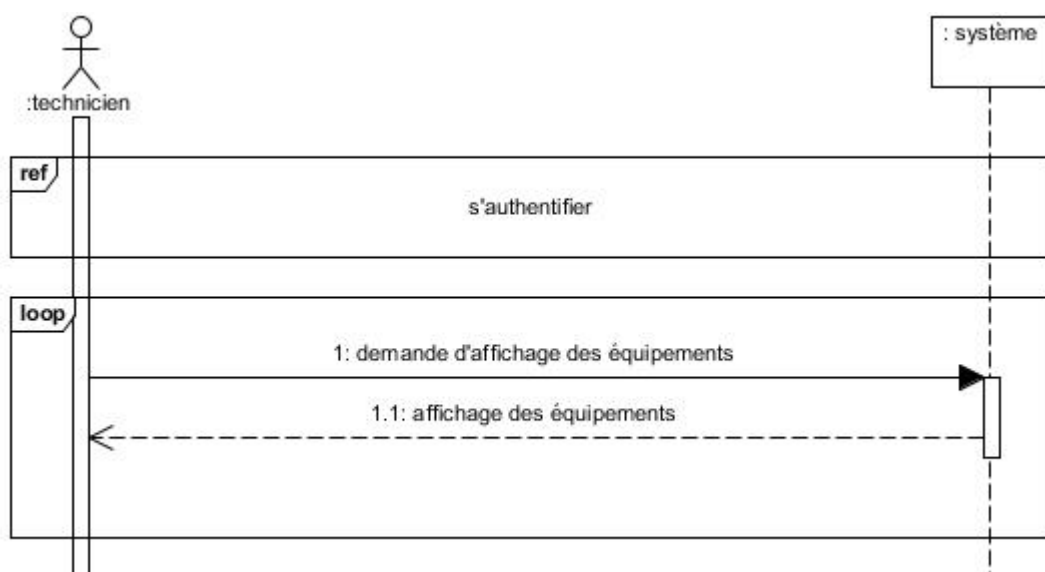 : système
:technicien
ref
s'authentifier
loop
1: demande d'affichage des équipements
1.1: affichage des équipements